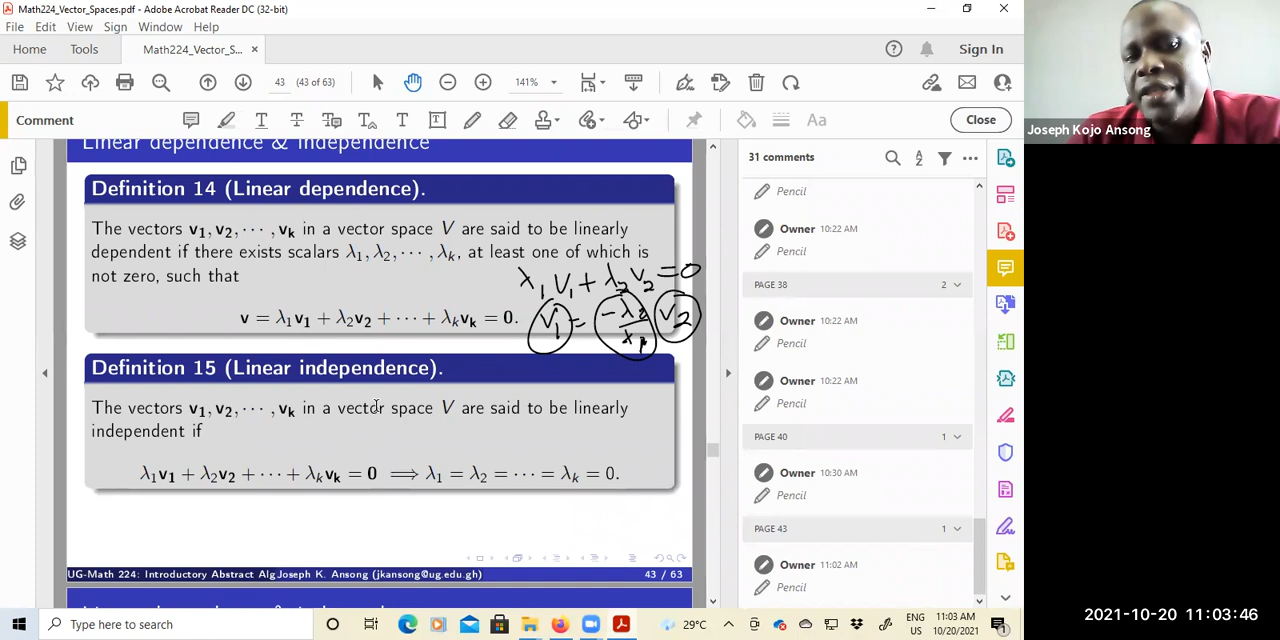 Math224_Vector_Spaces.pdf - Adobe Acrobat Reader DC (32-bit)
File Edit View Sign Window Help
Home Tools Math224_Vector_S... × Sign In
43 (43 of 63) 141%
Comment Aa Close
Linear dependence & independence
Definition 14 (Linear dependence).
The vectors v₁, v₂, ··· , vₖ in a vector space V are said to be linearly
dependent if there exists scalars λ₁, λ₂, ··· , λₖ, at least one of which is
not zero, such that
λ₁v₁ + λ₂v₂ = 0
v = λ₁v₁ + λ₂v₂ + ··· + λₖvₖ = 0.
v₁ = -λ₂/λ₁ v₂
Definition 15 (Linear independence).
The vectors v₁, v₂, ··· , vₖ in a vector space V are said to be linearly
independent if
λ₁v₁ + λ₂v₂ + ··· + λₖvₖ = 0 ⟹ λ₁ = λ₂ = ··· = λₖ = 0.
UG-Math 224: Introductory Abstract Alg Joseph K. Ansong (jkansong@ug.edu.gh) 43 / 63
31 comments
Pencil
Owner 10:22 AM
Pencil
PAGE 38 2
Owner 10:22 AM
Pencil
Owner 10:22 AM
Pencil
PAGE 40 1
Owner 10:30 AM
Pencil
PAGE 43 1
Owner 11:02 AM
Pencil
Joseph Kojo Ansong
Type here to search
29°C
ENG
US
11:03 AM
10/20/2021
2021-10-20 11:03:46